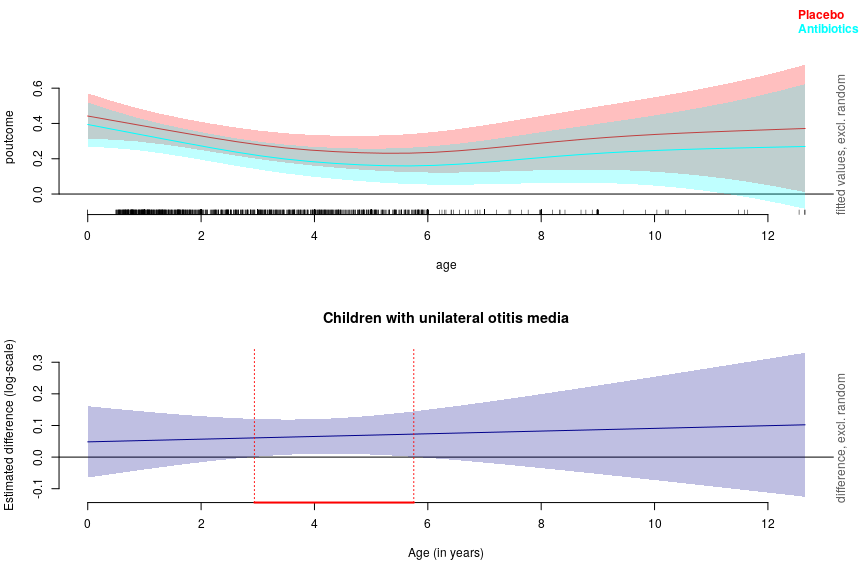 Placebo
Antibiotics
poutcome
0.0 0.2 0.4 0.6
fitted values, excl. random
0 2 4 6 8 10 12
age
Children with unilateral otitis media
Estimated difference (log-scale)
-0.1 0.0 0.1 0.2 0.3
difference, excl. random
0 2 4 6 8 10 12
Age (in years)